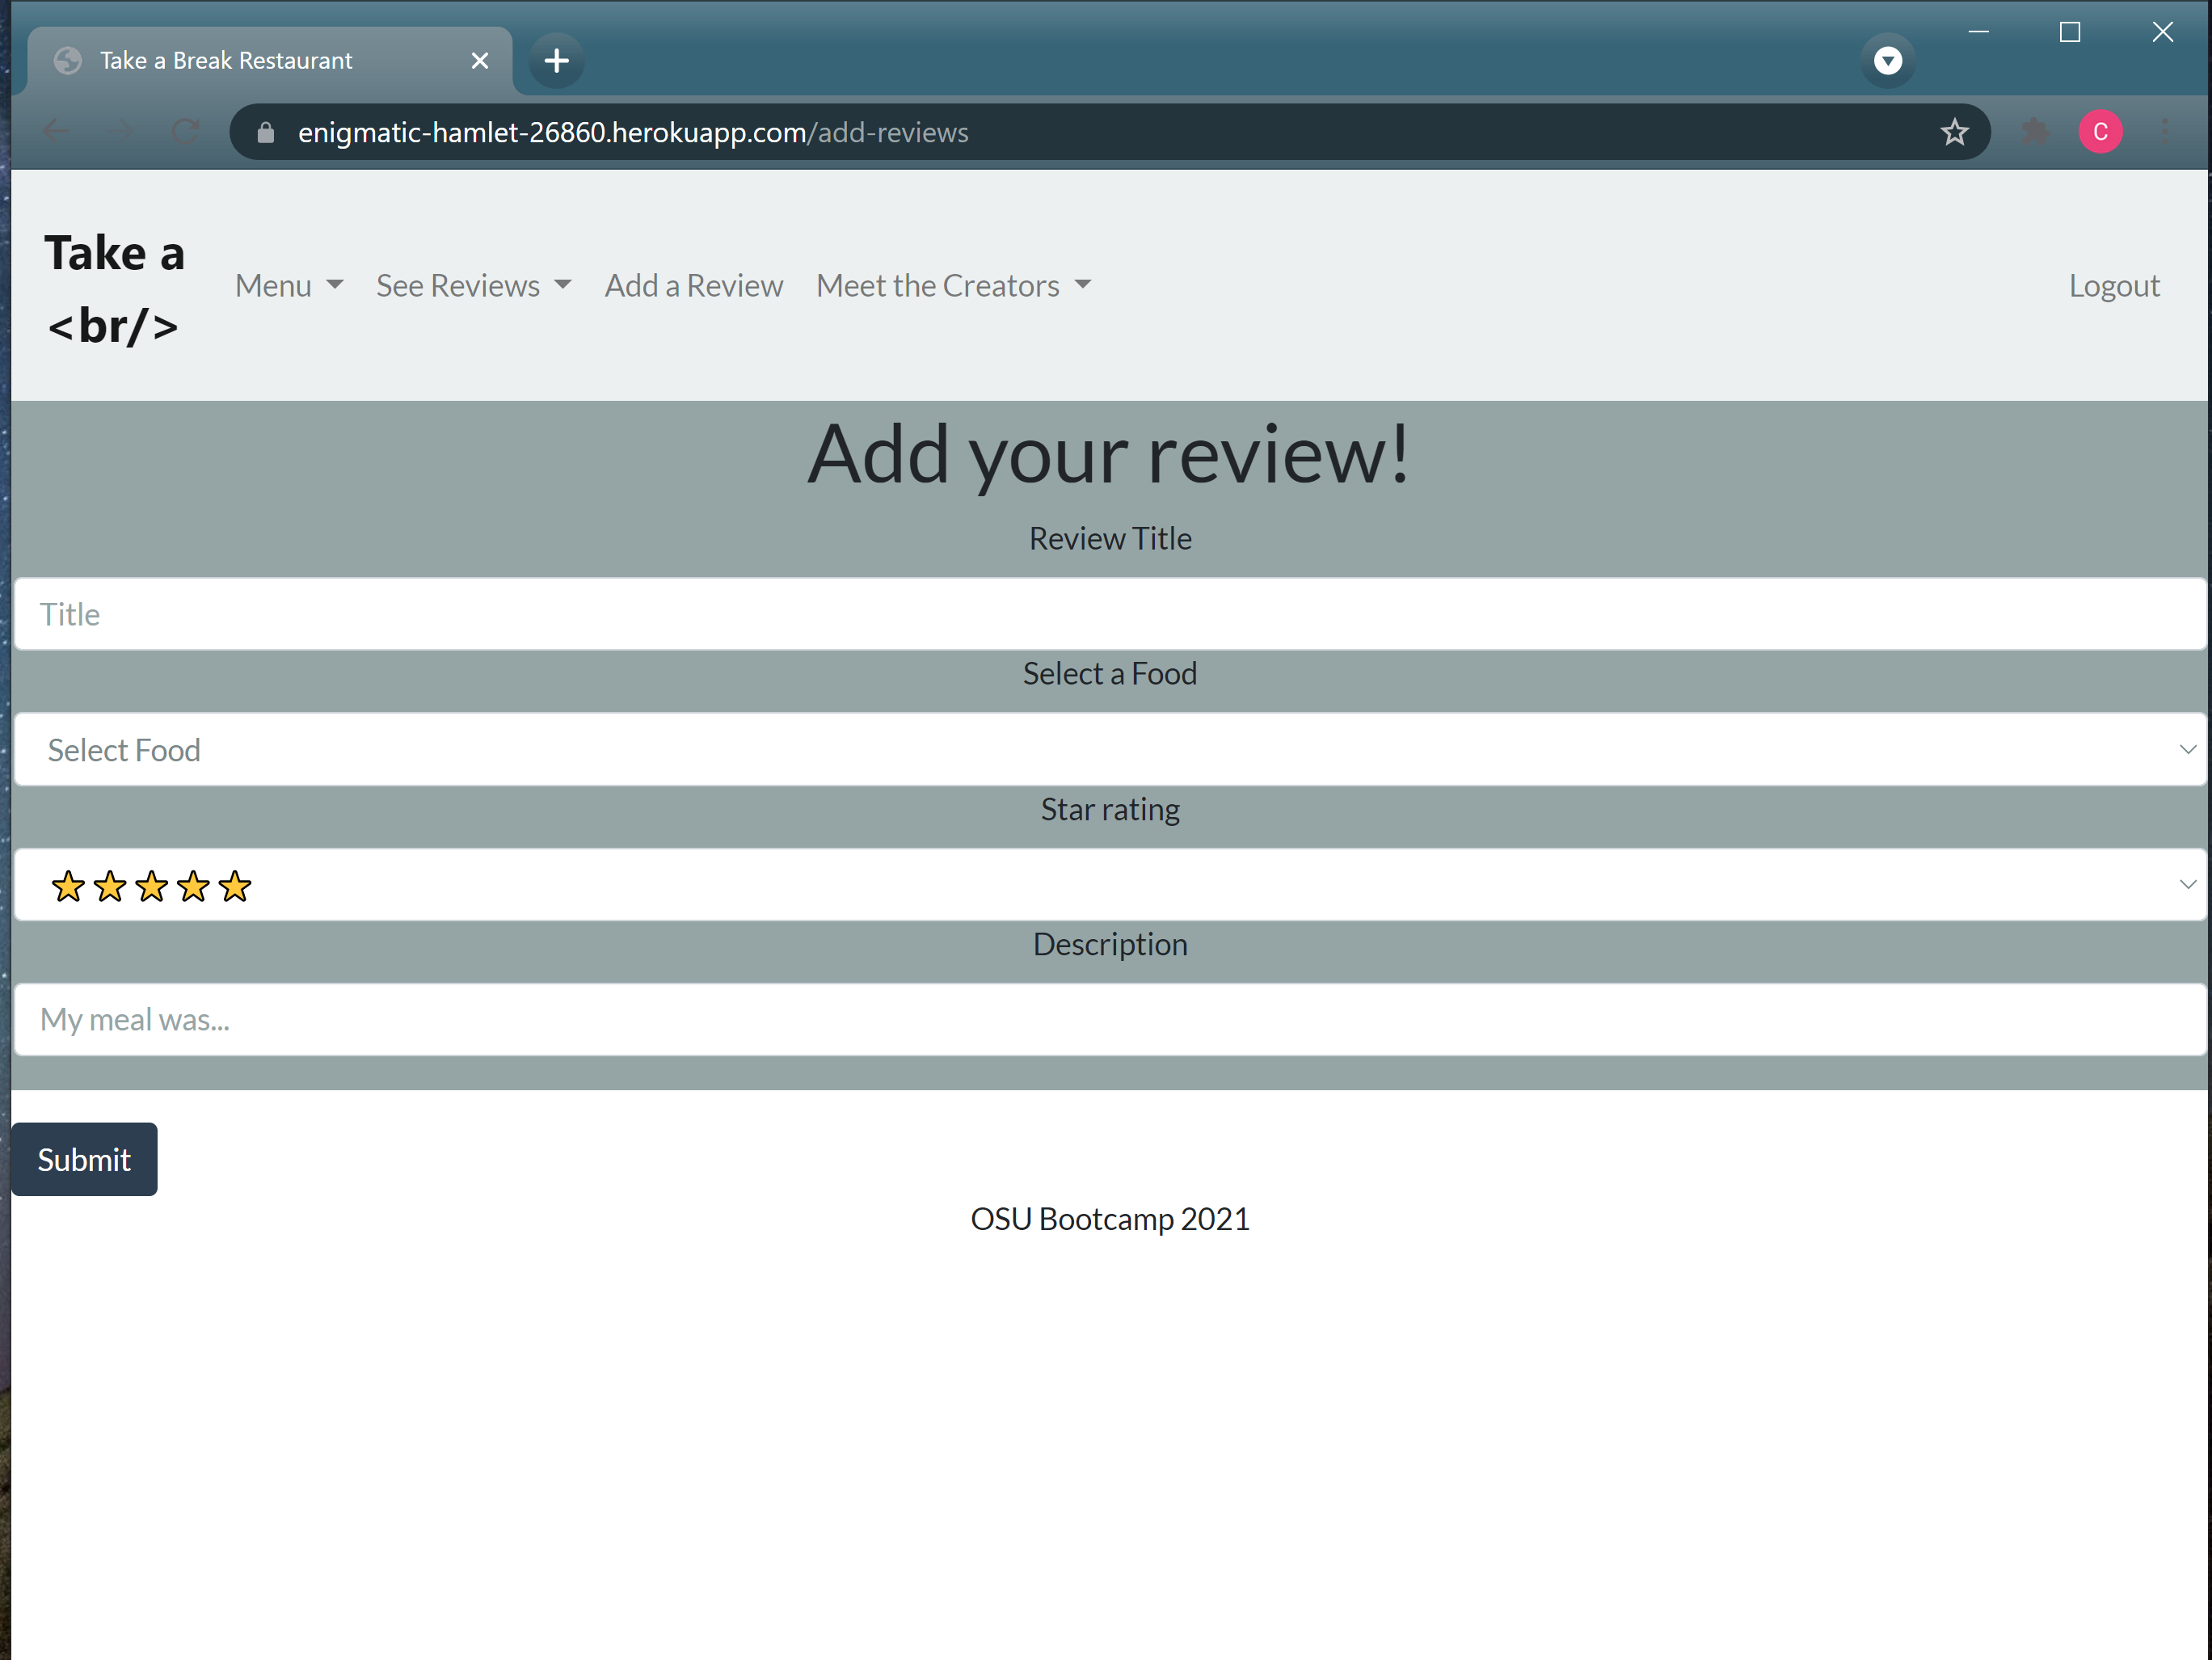 Take a Break Restaurant
enigmatic-hamlet-26860.herokuapp.com/add-reviews
C
Take a
<br/>
Menu
See Reviews
Add a Review
Meet the Creators
Logout
Add your review!
Review Title
Title
Select a Food
Select Food
Star rating
Description
My meal was...
Submit
OSU Bootcamp 2021